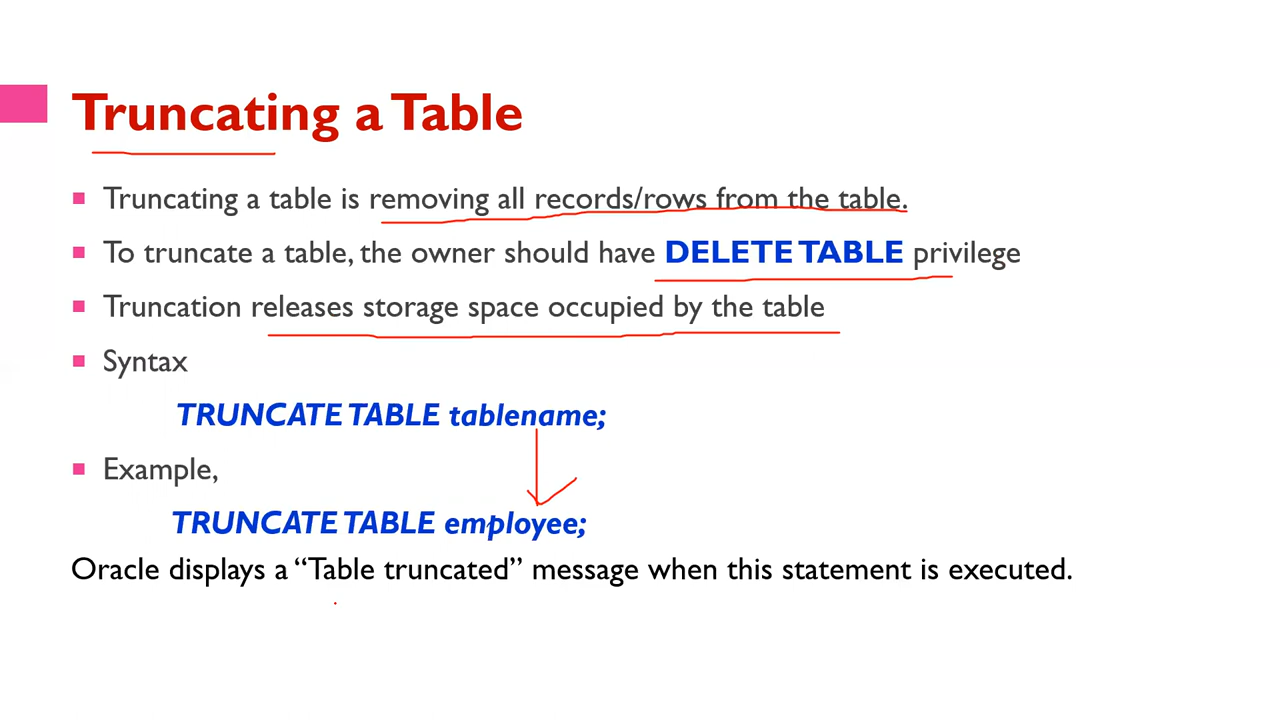 Truncating a Table
Truncating a table is removing all records/rows from the table.
To truncate a table, the owner should have DELETE TABLE privilege
Truncation releases storage space occupied by the table
Syntax
TRUNCATE TABLE tablename;
Example,
TRUNCATE TABLE employee;
Oracle displays a “Table truncated” message when this statement is executed.